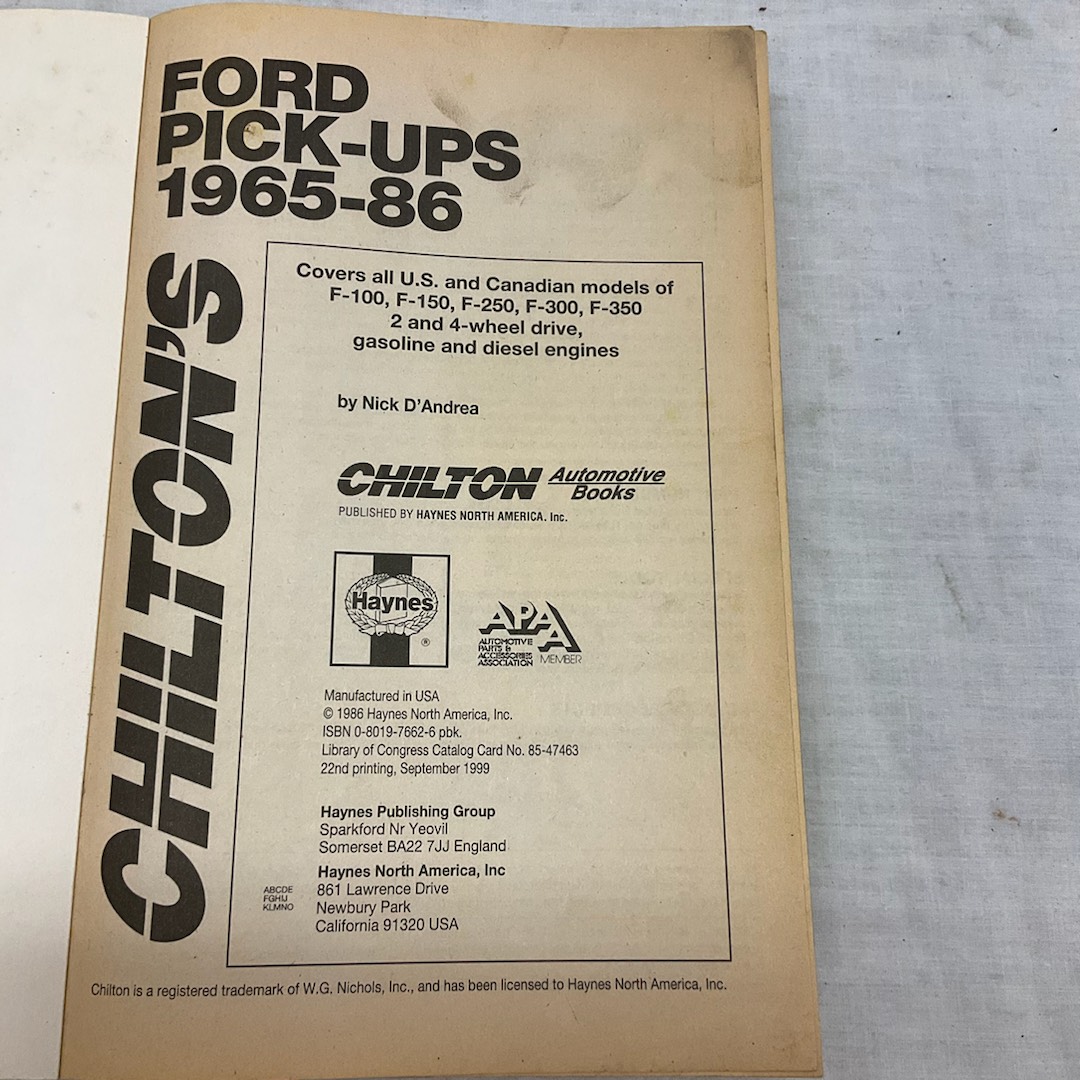 FORD
PICK-UPS
1965-86
CHILTON'S
Covers all U.S. and Canadian models of
F-100, F-150, F-250, F-300, F-350
2 and 4-wheel drive,
gasoline and diesel engines
by Nick D'Andrea
CHILTON Automotive
Books
PUBLISHED BY HAYNES NORTH AMERICA. Inc.
Haynes
®
APAA
AUTOMOTIVE
PARTS &
ACCESSORIES
ASSOCIATION MEMBER
Manufactured in USA
© 1986 Haynes North America, Inc.
ISBN 0-8019-7662-6 pbk.
Library of Congress Catalog Card No. 85-47463
22nd printing, September 1999
Haynes Publishing Group
Sparkford Nr Yeovil
Somerset BA22 7JJ England
Haynes North America, Inc
861 Lawrence Drive
Newbury Park
California 91320 USA
ABCDE
FGHIJ
KLMNO
Chilton is a registered trademark of W.G. Nichols, Inc., and has been licensed to Haynes North America, Inc.